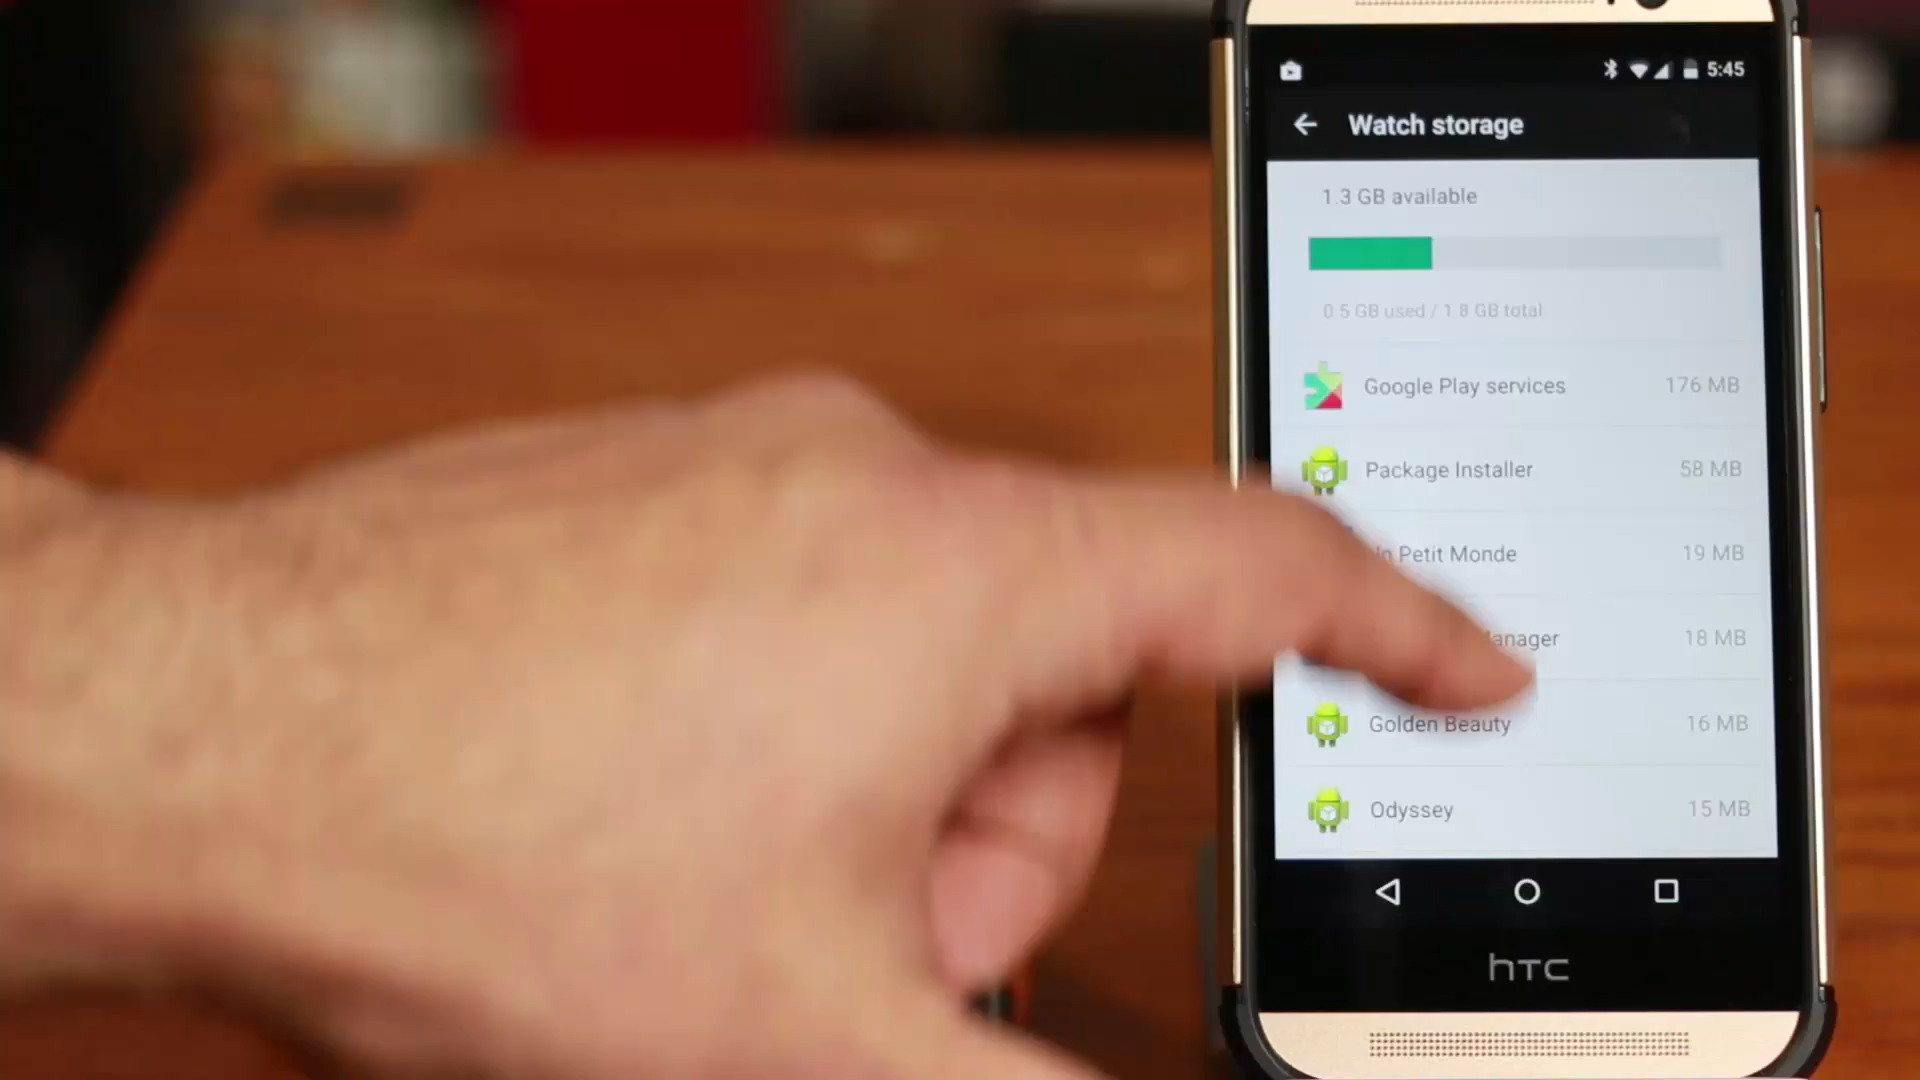 5:45
Watch storage
1.3 GB available
0.5 GB used / 1.8 GB total
Google Play services 176 MB
Package Installer 58 MB
Petit Monde 19 MB
18 MB
Golden Beauty 16 MB
Odyssey 15 MB
hTC